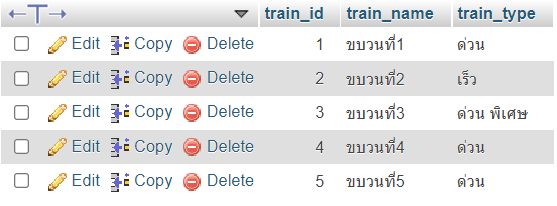 train_id train_name train_type
Edit Copy Delete 1 ขบวนที่1 ด่วน
Edit Copy Delete 2 ขบวนที่2 เร็ว
Edit Copy Delete 3 ขบวนที่3 ด่วน พิเศษ
Edit Copy Delete 4 ขบวนที่4 ด่วน
Edit Copy Delete 5 ขบวนที่5 ด่วน